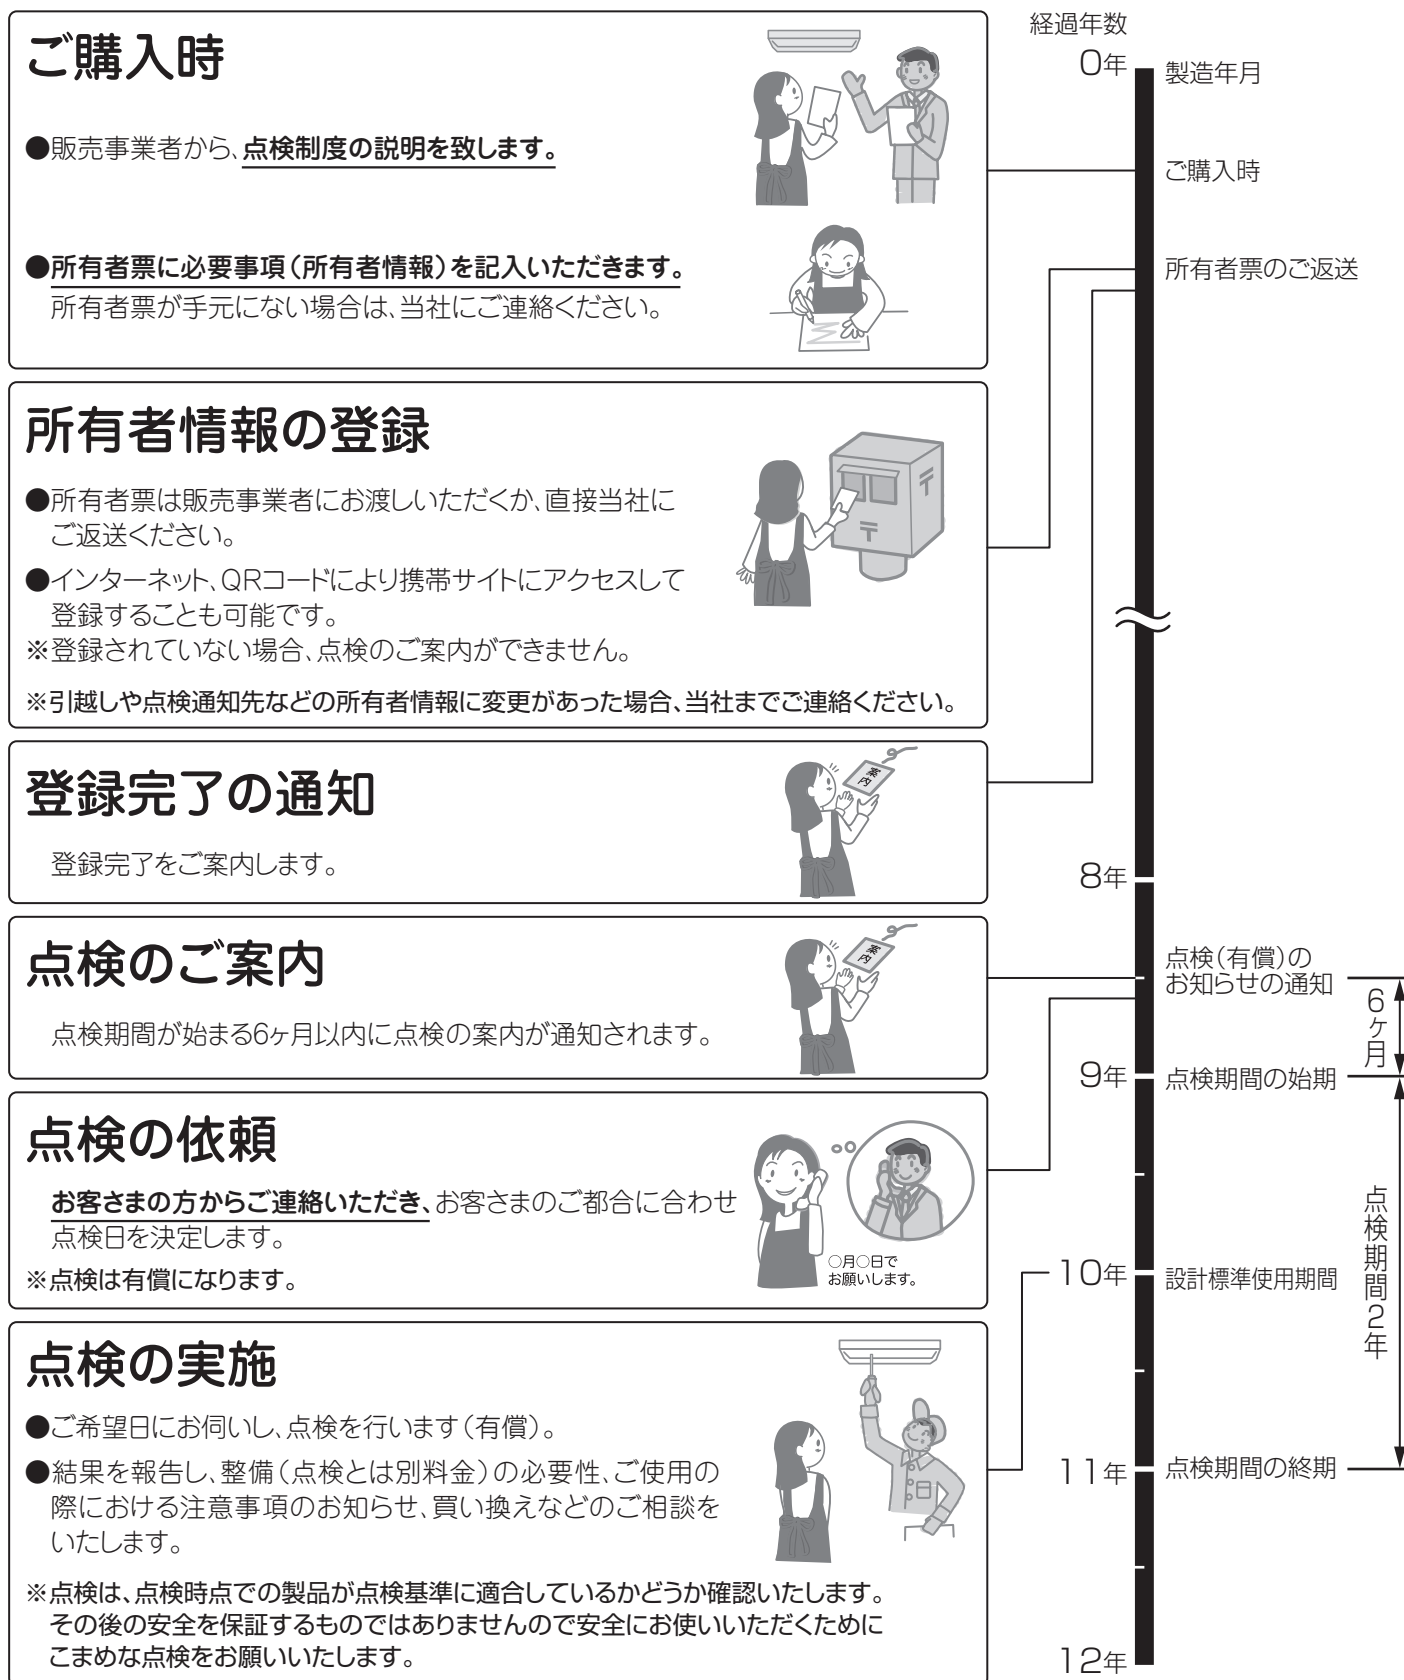 ご購入時
●販売事業者から、点検制度の説明を致します。
●所有者票に必要事項（所有者情報）を記入いただきます。
所有者票が手元にない場合は、当社にご連絡ください。
所有者情報の登録
●所有者票は販売事業者にお渡しいただくか、直接当社に
ご返送ください。
●インターネット、QRコードにより携帯サイトにアクセスして
登録することも可能です。
※登録されていない場合、点検のご案内ができません。
※引越しや点検通知先などの所有者情報に変更があった場合、当社までご連絡ください。
〒
〒
登録完了の通知
登録完了をご案内します。
案内
点検のご案内
点検期間が始まる6ヶ月以内に点検の案内が通知されます。
案内
点検の依頼
お客さまの方からご連絡いただき、お客さまのご都合に合わせ
点検日を決定します。
※点検は有償になります。
○月○日で
お願いします。
点検の実施
●ご希望日にお伺いし、点検を行います（有償）。
●結果を報告し、整備（点検とは別料金）の必要性、ご使用の
際における注意事項のお知らせ、買い換えなどのご相談を
いたします。
※点検は、点検時点での製品が点検基準に適合しているかどうか確認いたします。
その後の安全を保証するものではありませんので安全にお使いいただくために
こまめな点検をお願いいたします。
経過年数
0年
製造年月
ご購入時
所有者票のご返送
8年
点検（有償）の
お知らせの通知
6ヶ月
9年
点検期間の始期
10年
設計標準使用期間
点検期間2年
11年
点検期間の終期
12年